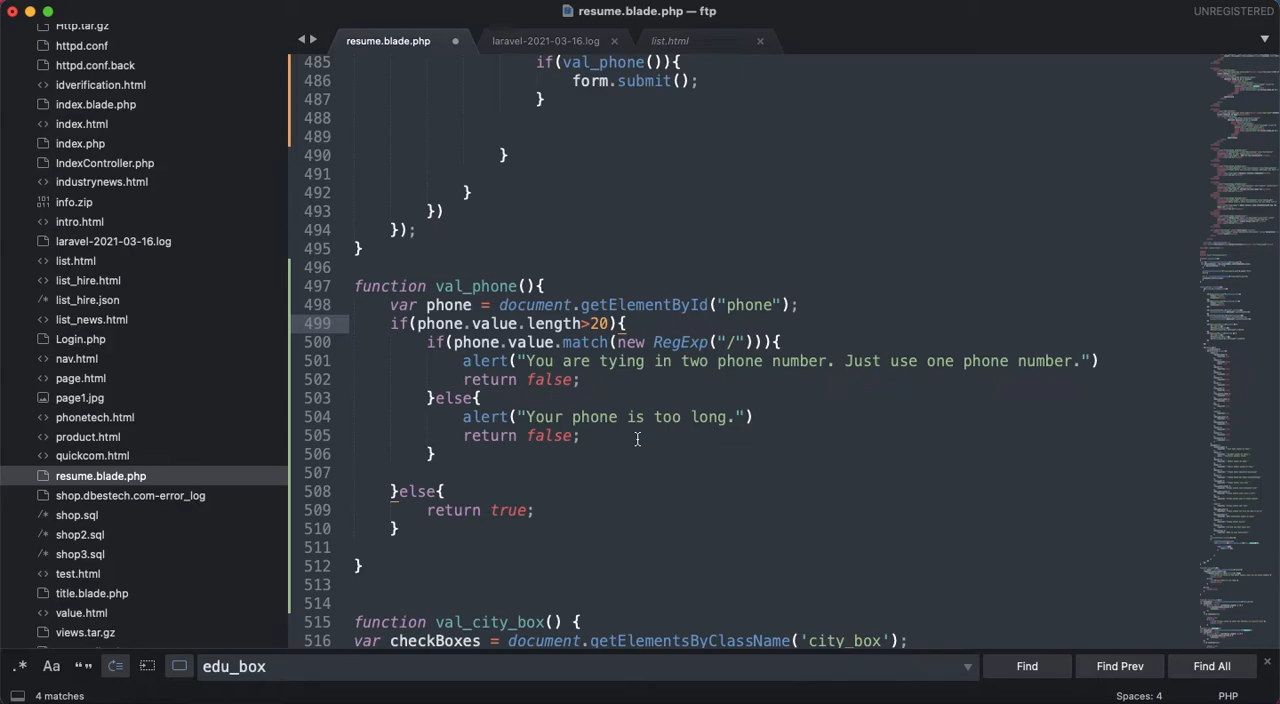 resume.blade.php — ftp
UNREGISTERED
resume.blade.php
laravel-2021-03-16.log
list.html
Http.tar.gz
httpd.conf
httpd.conf.back
idverification.html
index.blade.php
index.html
index.php
IndexController.php
industrynews.html
info.zip
intro.html
laravel-2021-03-16.log
list.html
list_hire.html
list_hire.json
list_news.html
Login.php
nav.html
page.html
page1.jpg
phonetech.html
product.html
quickcom.html
resume.blade.php
shop.dbestech.com-error_log
shop.sql
shop2.sql
shop3.sql
test.html
title.blade.php
value.html
views.tar.gz
485 if(val_phone()){
486 form.submit();
487 }
488
489
490 }
491
492 }
493 })
494 });
495 }
496
497 function val_phone(){
498 var phone = document.getElementById("phone");
499 if(phone.value.length>20){
500 if(phone.value.match(new RegExp("/"))){
501 alert("You are tying in two phone number. Just use one phone number.")
502 return false;
503 }else{
504 alert("Your phone is too long.")
505 return false;
506 }
507
508 }else{
509 return true;
510 }
511
512 }
513
514
515 function val_city_box() {
516 var checkBoxes = document.getElementsByClassName('city_box');
.* Aa edu_box Find Find Prev Find All
4 matches
Spaces: 4
PHP